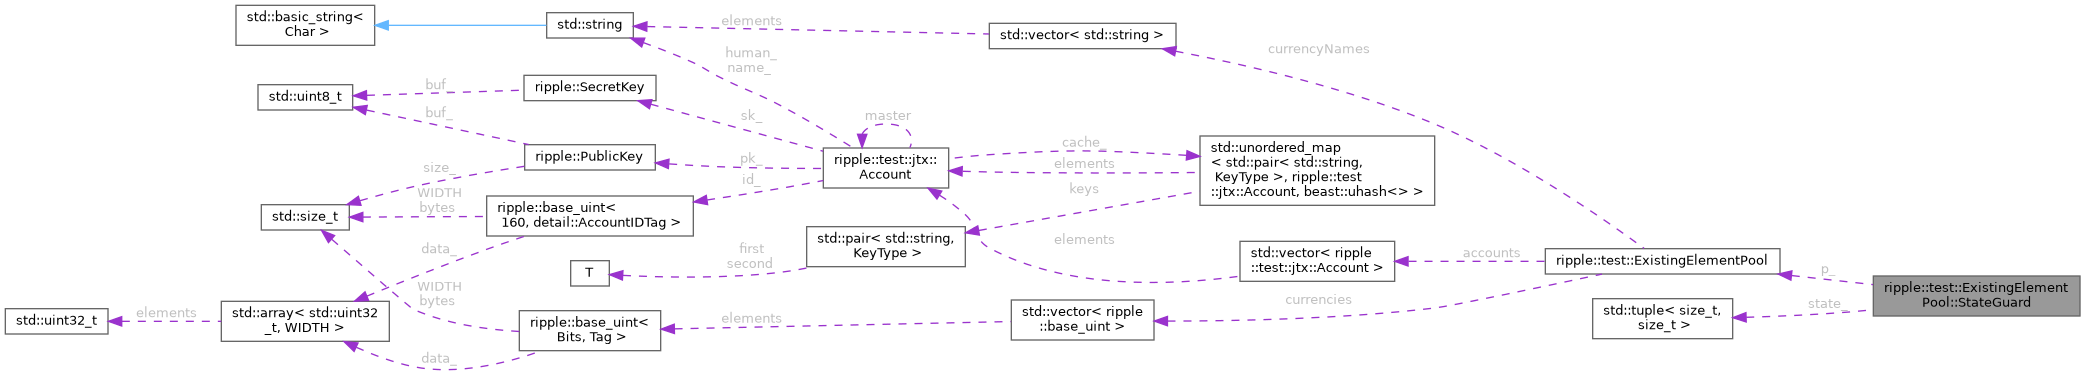 std::basic_string<
Char >
std::string
elements
std::vector< std::string >
currencyNames
human_
name_
std::uint8_t
buf_
ripple::SecretKey
buf_
sk_
master
ripple::PublicKey
pk_
ripple::test::jtx::
Account
cache_
elements
keys
std::unordered_map
< std::pair< std::string,
KeyType >, ripple::test
::jtx::Account, beast::uhash<> >
size_
WIDTH
bytes
id_
std::size_t
ripple::base_uint<
160, detail::AccountIDTag >
data_
first
second
T
std::pair< std::string,
KeyType >
elements
std::vector< ripple
::test::jtx::Account >
accounts
ripple::test::ExistingElementPool
p_
ripple::test::ExistingElement
Pool::StateGuard
state_
std::tuple< size_t,
size_t >
currencies
std::vector< ripple
::base_uint >
elements
WIDTH
bytes
ripple::base_uint<
Bits, Tag >
data_
std::array< std::uint32
_t, WIDTH >
elements
std::uint32_t